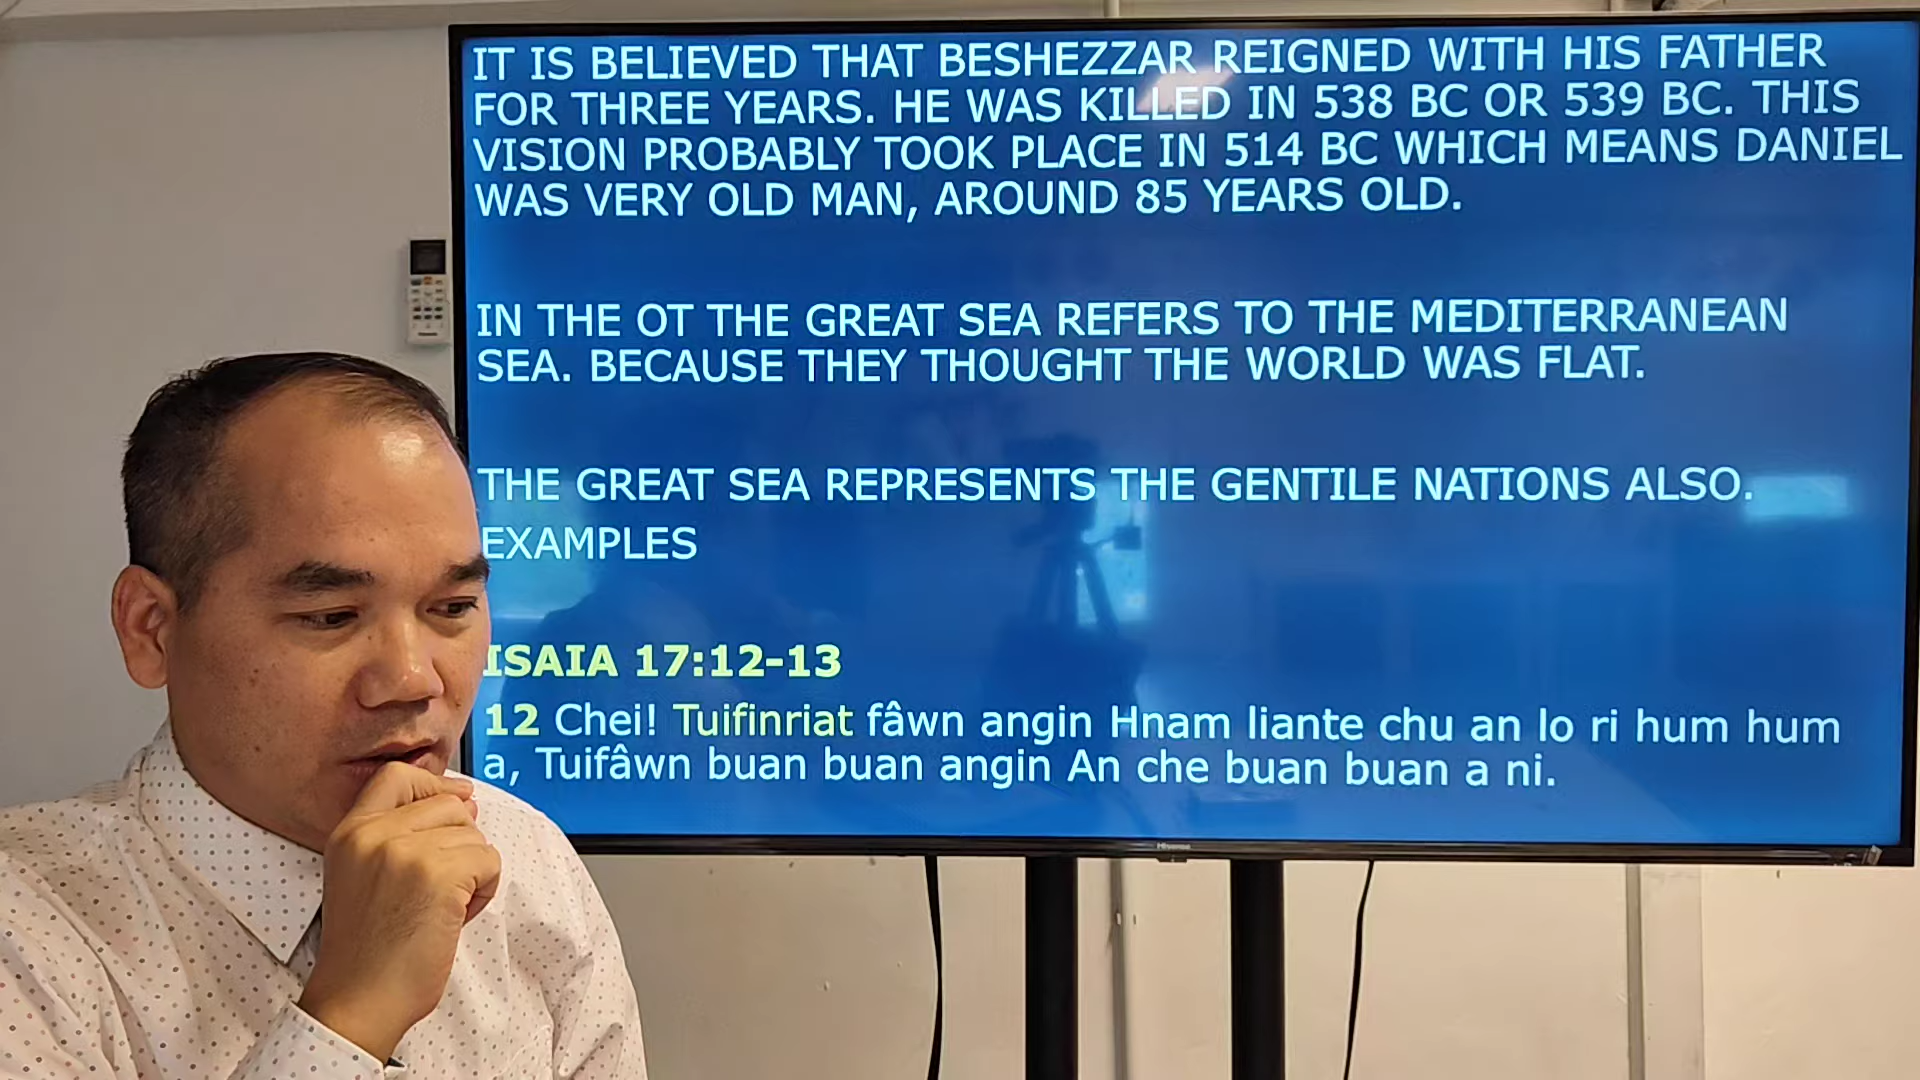 IT IS BELIEVED THAT BESHEZZAR REIGNED WITH HIS FATHER
FOR THREE YEARS. HE WAS KILLED IN 538 BC OR 539 BC. THIS
VISION PROBABLY TOOK PLACE IN 514 BC WHICH MEANS DANIEL
WAS VERY OLD MAN, AROUND 85 YEARS OLD.
IN THE OT THE GREAT SEA REFERS TO THE MEDITERRANEAN
SEA. BECAUSE THEY THOUGHT THE WORLD WAS FLAT.
THE GREAT SEA REPRESENTS THE GENTILE NATIONS ALSO.
EXAMPLES
ISAIA 17:12-13
12 Chei! Tuifinriat fâwn angin Hnam liante chu an lo ri hum hum
a, Tuifâwn buan buan angin An che buan buan a ni.
Hisense